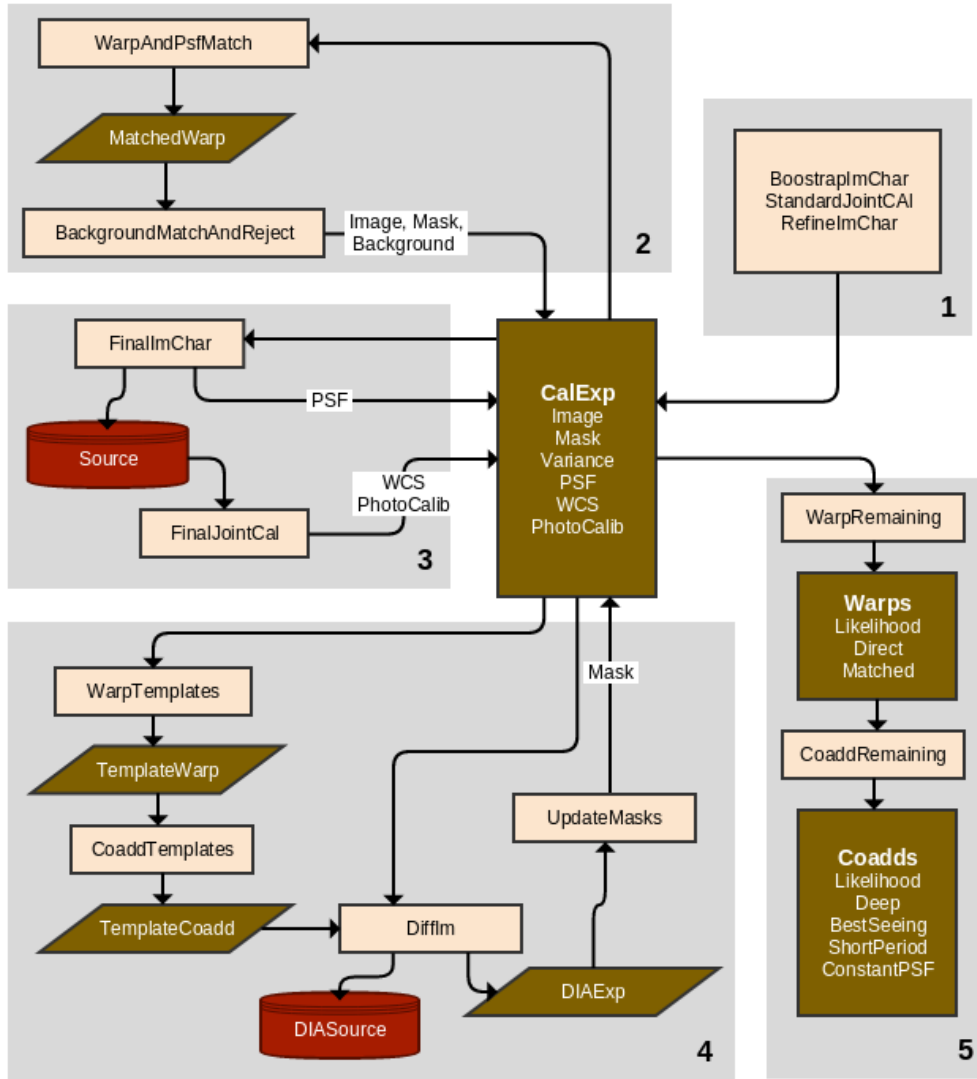 WarpAndPsfMatch
MatchedWarp
BackgroundMatchAndReject
Image, Mask,
Background
2
BoostrapImChar
StandardJointCAl
RefineImChar
1
FinalImChar
PSF
Source
WCS
PhotoCalib
FinalJointCal
3
CalExp
Image
Mask
Variance
PSF
WCS
PhotoCalib
WarpRemaining
Warps
Likelihood
Direct
Matched
CoaddRemaining
Coadds
Likelihood
Deep
BestSeeing
ShortPeriod
ConstantPSF
5
WarpTemplates
TemplateWarp
CoaddTemplates
TemplateCoadd
DiffIm
DIASource
DIAExp
UpdateMasks
Mask
4